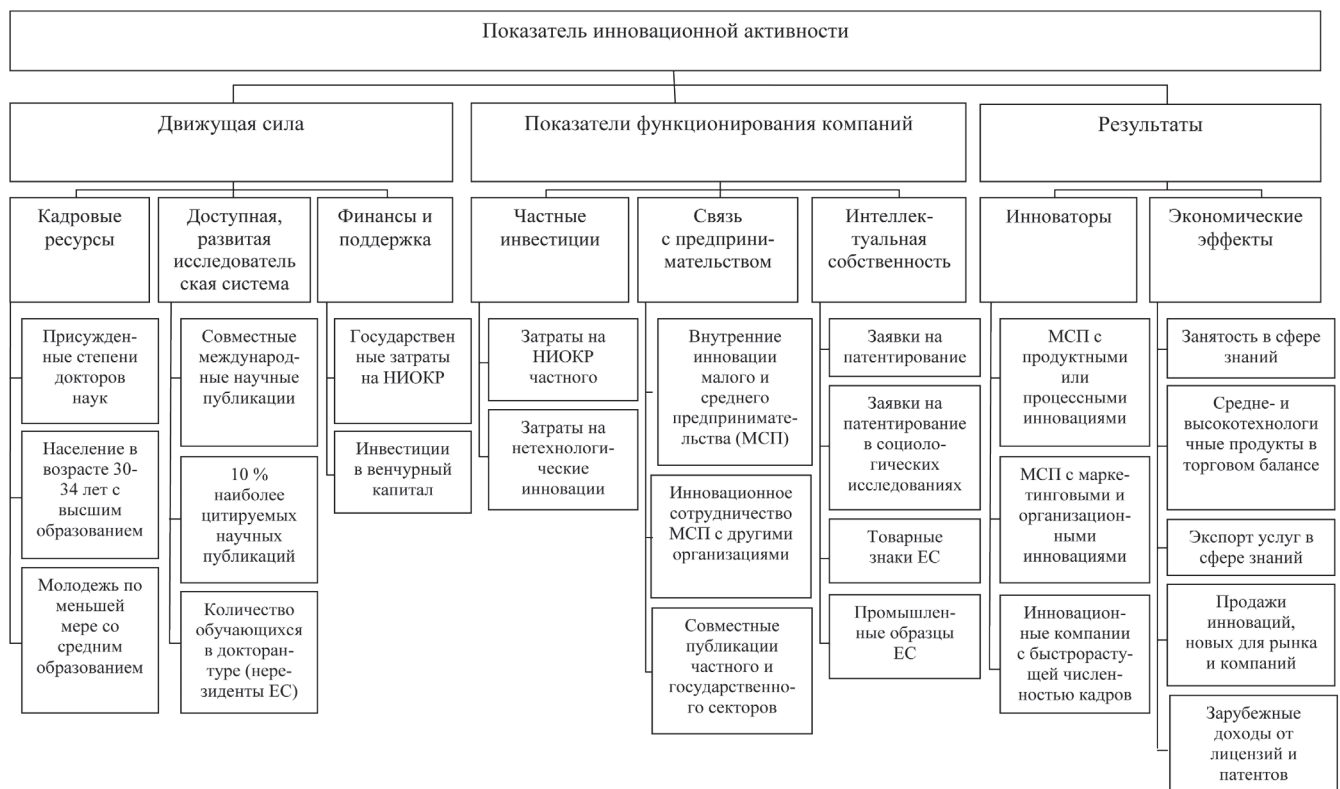 Показатель инновационной активности
Движущая сила
Показатели функционирования компаний
Результаты
Кадровые
ресурсы
Доступная,
развитая
исследователь
ская система
Финансы и
поддержка
Частные
инвестиции
Связь
с предприни-
мательством
Интеллек-
туальная
собственность
Инноваторы
Экономические
эффекты
Присужден-
ные степени
докторов
наук
Население в
возрасте 30-
34 лет с
высшим
образованием
Молодежь по
меньшей
мере со
средним
образованием
Совместные
международ-
ные научные
публикации
10 %
наиболее
цитируемых
научных
публикаций
Количество
обучающихся
в докторан-
туре (нере-
зиденты ЕС)
Государствен
ные затраты
на НИОКР
Инвестиции
в венчурный
капитал
Затраты на
НИОКР
частного
Затраты на
нетехнологи-
ческие
инновации
Внутренние
инновации
малого и
среднего
предпринимате-
льства (МСП)
Инновационное
сотрудничество
МСП с другими
организациями
Совместные
публикации
частного и
государственно-
го секторов
Заявки на
патентирование
Заявки на
патентирование
в социоло-
гических
исследованиях
Товарные
знаки ЕС
Промышлен-
ные образцы
ЕС
МСП с
продуктными
или
процессными
инновациями
МСП с марке-
тинговыми и
организацион-
ными
инновациями
Инновацион-
ные компании
с быстрорасту-
щей числен-
ностью кадров
Занятость в сфере
знаний
Средне- и
высокотехнологи
чные продукты в
торговом балансе
Экспорт услуг в
сфере знаний
Продажи
инноваций,
новых для рынка
и компаний
Зарубежные
доходы от
лицензий и
патентов